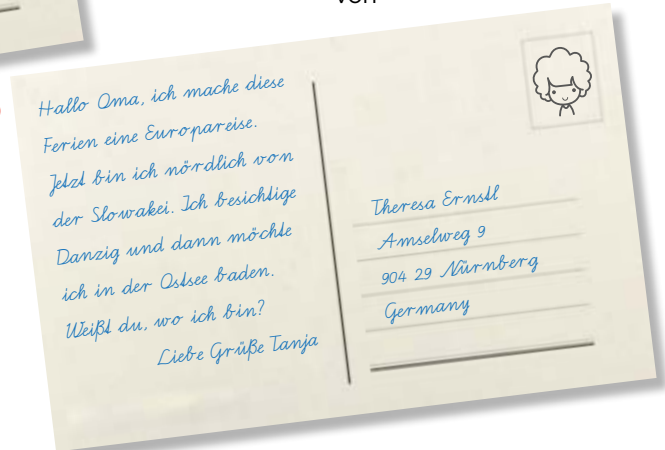 von
Hallo Oma, ich mache diese
Ferien eine Europareise.
Jetzt bin ich nördlich von
der Slowakei. Ich besichtige
Danzig und dann möchte
ich in der Ostsee baden.
Weißt du, wo ich bin?
Liebe Grüße Tanja
Theresa Ernstl
Amselweg 9
904 29 Nürnberg
Germany